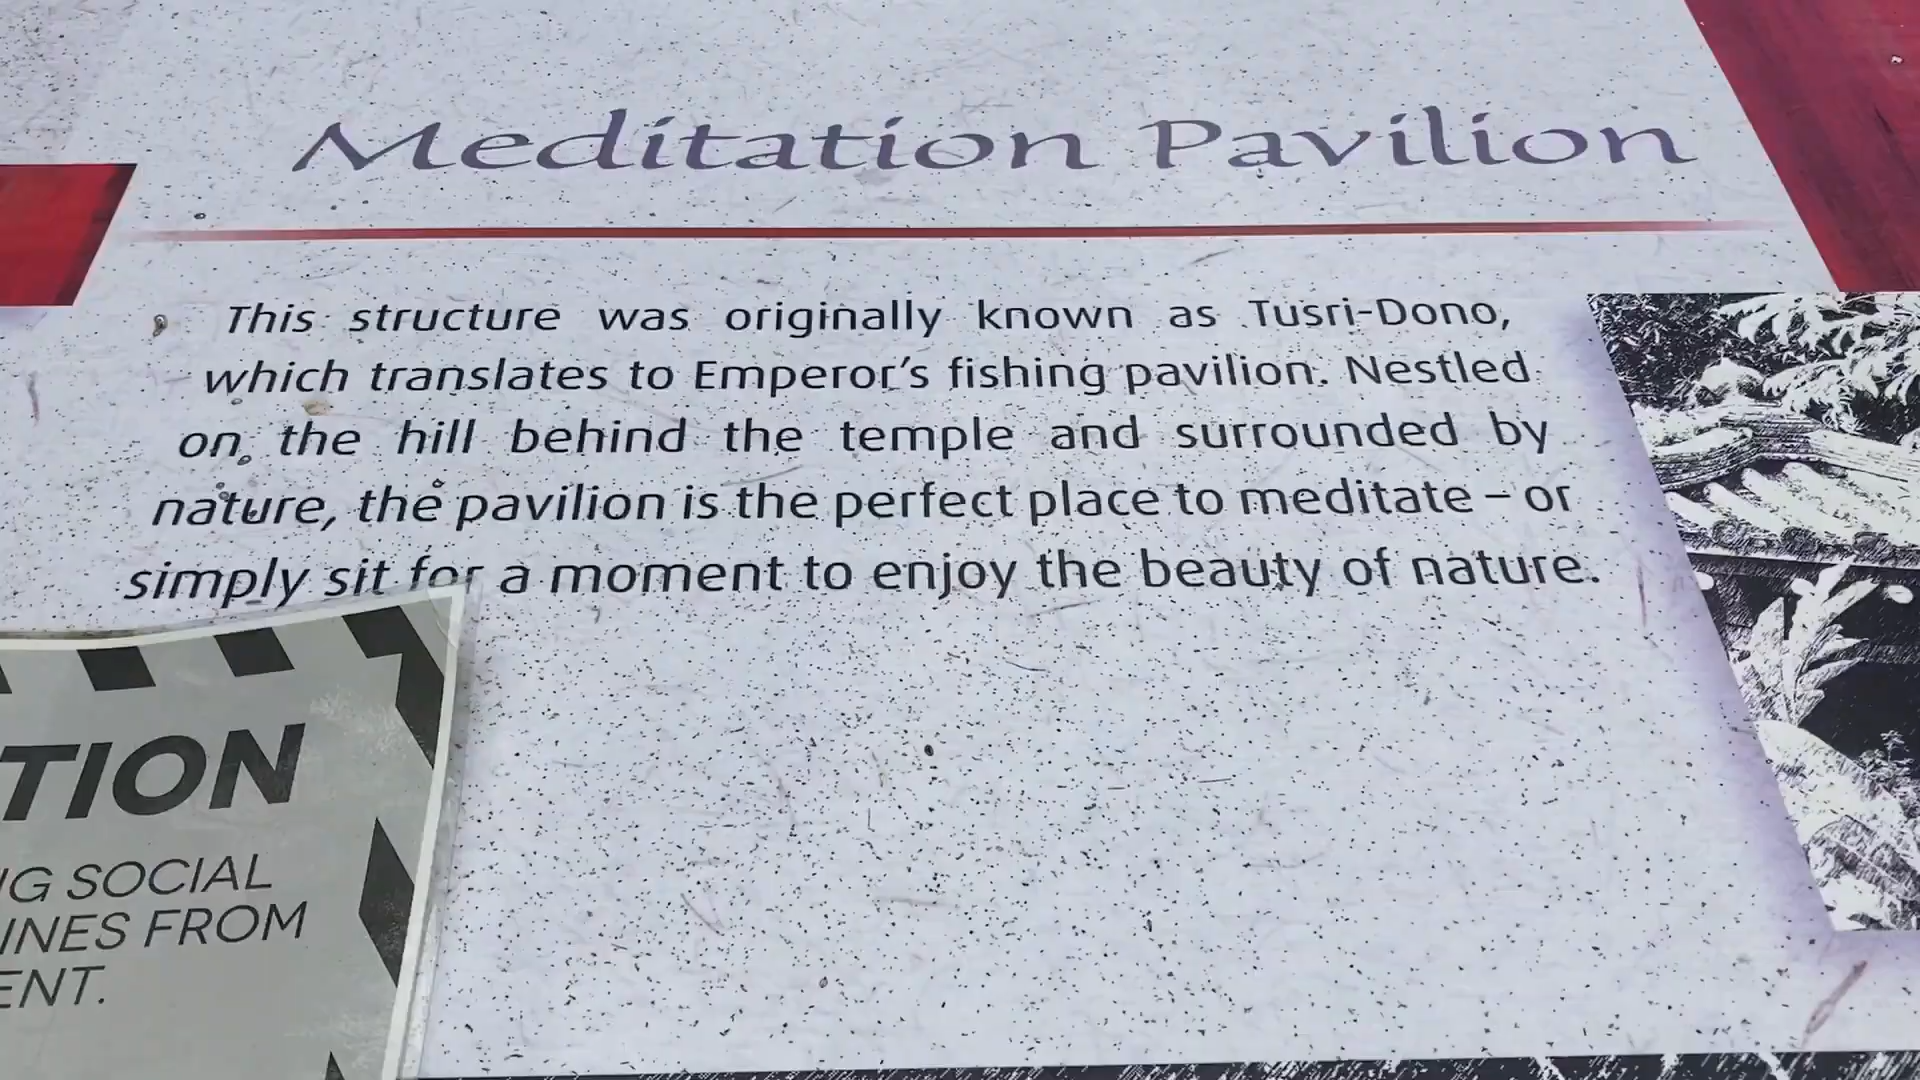 Meditation Pavilion
This structure was originally known as Tusri-Dono,
which translates to Emperor's fishing pavilion. Nestled
on the hill behind the temple and surrounded by
nature, the pavilion is the perfect place to meditate – or
simply sit for a moment to enjoy the beauty of nature.
TION
NG SOCIAL
INES FROM
ENT.